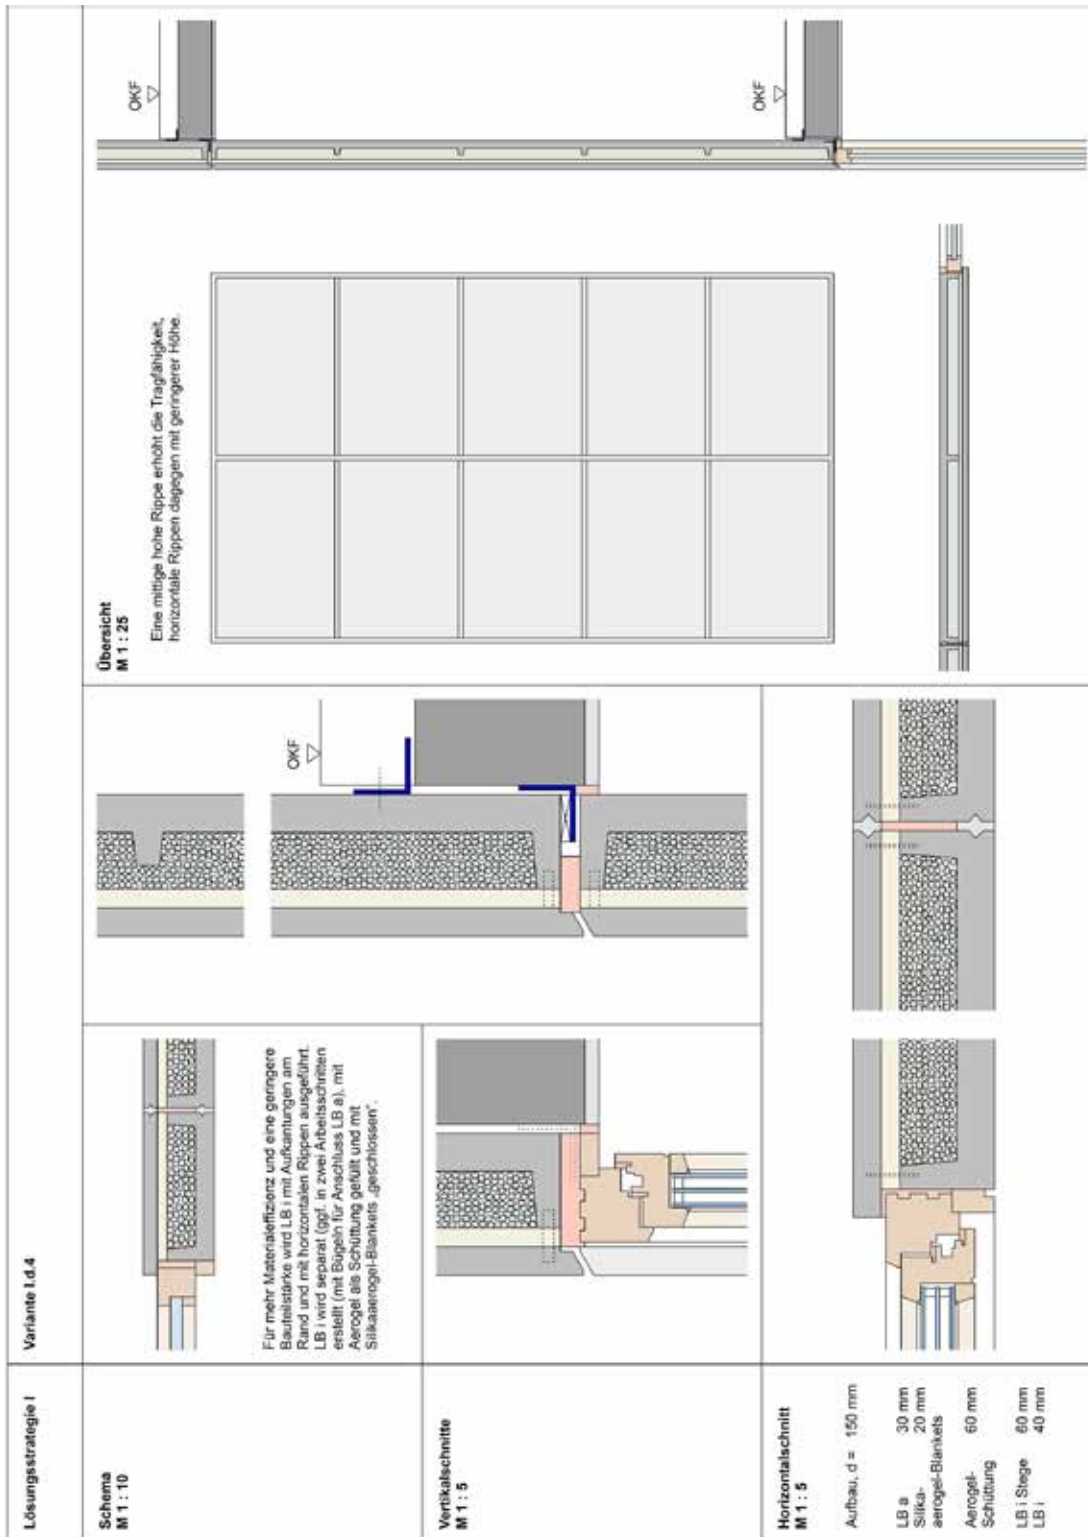 Lösungsstrategie I
Variante I.d.4
Schema
M 1 : 10
Für mehr Materialeffizienz und eine geringere
Bauteilstärke wird LB i mit Aufkantungen am
Rand und mit horizontalen Rippen ausgeführt.
LB i wird separat (ggf. in zwei Arbeitsschritten
erstellt (mit Bügeln für Anschluss LB a), mit
Aerogel als Schüttung gefüllt und mit
Silikaaerogel-Blankets „geschlossen“.
OKF
Übersicht
M 1 : 25
Eine mittige hohe Rippe erhöht die Tragfähigkeit,
horizontale Rippen dagegen mit geringerer Höhe.
OKF
OKF
Vertikalschnitte
M 1 : 5
Horizontalschnitt
M 1 : 5
Aufbau, d = 150 mm
LB a 30 mm
Silika- 20 mm
aerogel-Blankets
Aerogel- 60 mm
Schüttung
LB i Stege 60 mm
LB i 40 mm